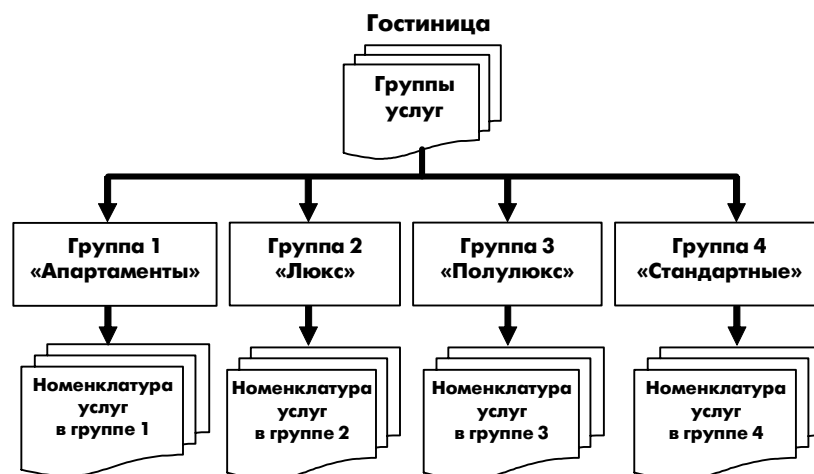 Гостиница
Группы
услуг
Группа 1
«Апартаменты»
Группа 2
«Люкс»
Группа 3
«Полулюкс»
Группа 4
«Стандартные»
Номенклатура
услуг
в группе 1
Номенклатура
услуг
в группе 2
Номенклатура
услуг
в группе 3
Номенклатура
услуг
в группе 4